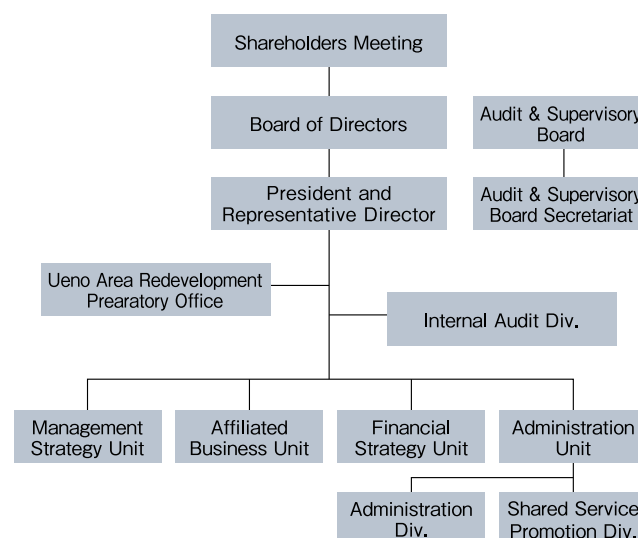 Shareholders Meeting
Board of Directors
Audit & Supervisory
Board
President and
Representative Director
Audit & Supervisory
Board Secretariat
Ueno Area Redevelopment
Prearatory Office
Internal Audit Div.
Management
Strategy Unit
Affiliated
Business Unit
Financial
Strategy Unit
Administration
Unit
Administration
Div.
Shared Service
Promotion Div.